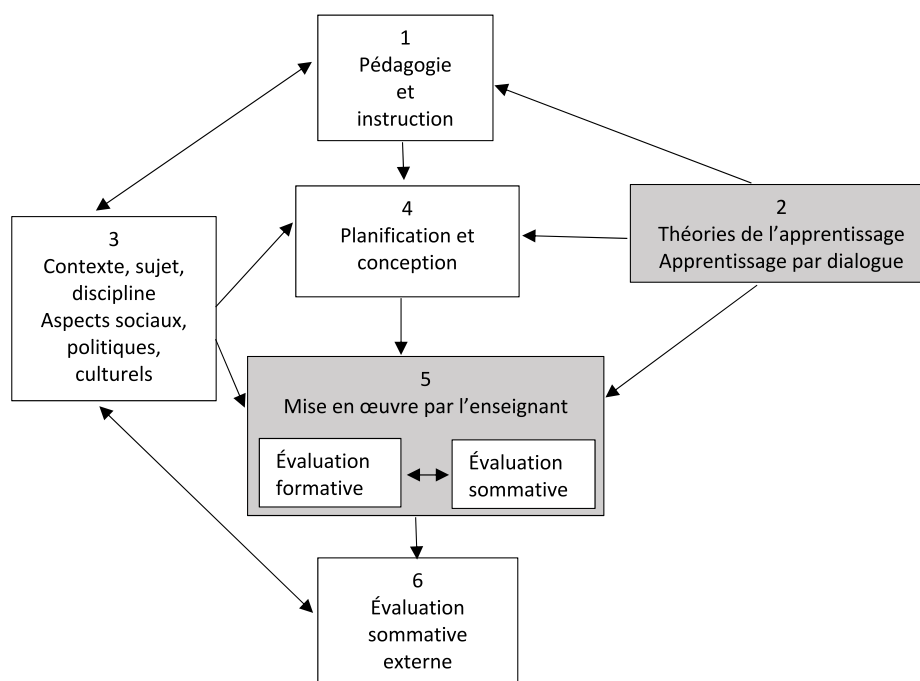 1
Pédagogie
et
instruction
2
Théories de l’apprentissage
Apprentissage par dialogue
3
Contexte, sujet,
discipline
Aspects sociaux,
politiques,
culturels
4
Planification et
conception
5
Mise en œuvre par l’enseignant
Évaluation
formative
Évaluation
sommative
6
Évaluation
sommative
externe